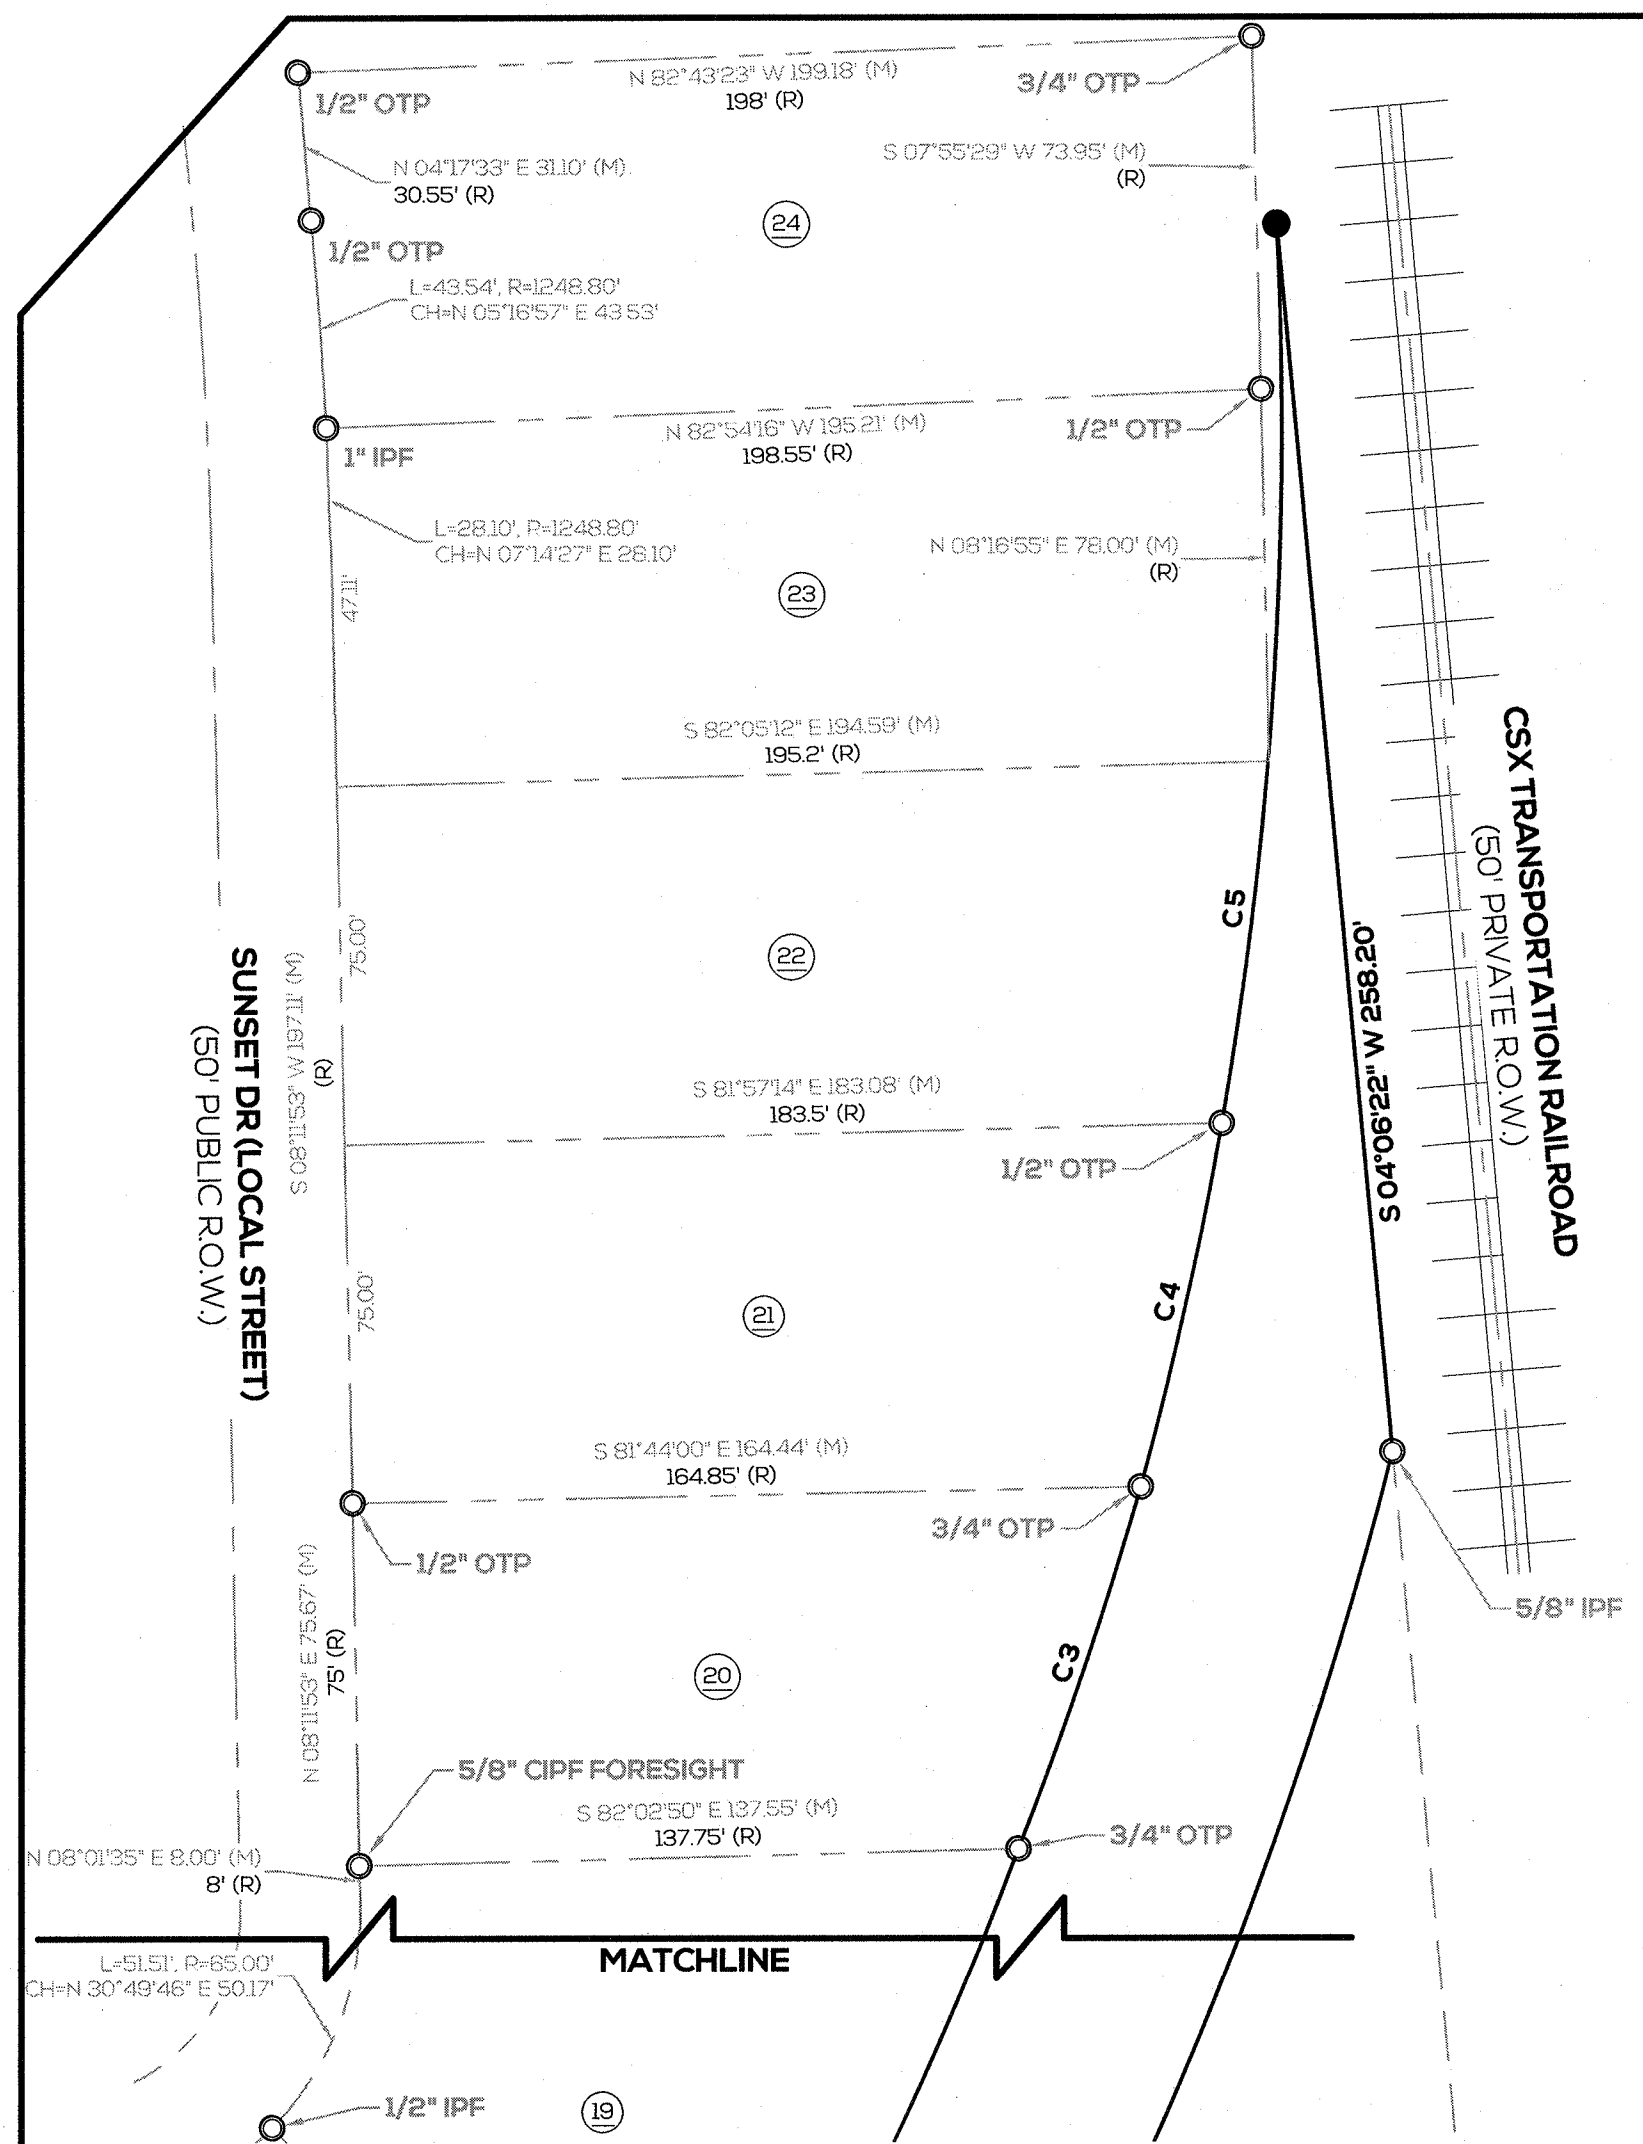 N 82°43'23" W 199.18' (M)
198' (R)
3/4" OTP
1/2" OTP
S 07°55'29" W 73.95' (M)
(R)
N 04°17'33" E 31.10' (M)
30.55' (R)
24
1/2" OTP
L=43.54', R=1248.80'
CH=N 05°16'57" E 43.53'
N 82°54'16" W 195.21' (M)
198.55' (R)
1/2" OTP
1" IPF
L=28.10', R=1248.80'
CH=N 07°14'27" E 28.10'
N 08°16'55" E 78.00' (M)
(R)
47.11'
23
S 82°05'12" E 194.59' (M)
195.2' (R)
CSX TRANSPORTATION RAILROAD
(50' PRIVATE R.O.W.)
C5
S 04°06'22" W 258.20'
75.00'
22
SUNSET DR (LOCAL STREET)
(50' PUBLIC R.O.W.)
S 08°11'53" W 197.11' (M)
(R)
S 81°57'14" E 183.08' (M)
183.5' (R)
1/2" OTP
75.00'
21
C4
S 81°44'00" E 164.44' (M)
164.85' (R)
3/4" OTP
1/2" OTP
5/8" IPF
N 08°11'53" E 75.67' (M)
75' (R)
20
C3
5/8" CIPF FORESIGHT
S 82°02'50" E 137.55' (M)
137.75' (R)
3/4" OTP
N 08°01'35" E 8.00' (M)
8' (R)
MATCHLINE
L=51.51', R=65.00'
CH=N 30°49'46" E 50.17'
1/2" IPF
19